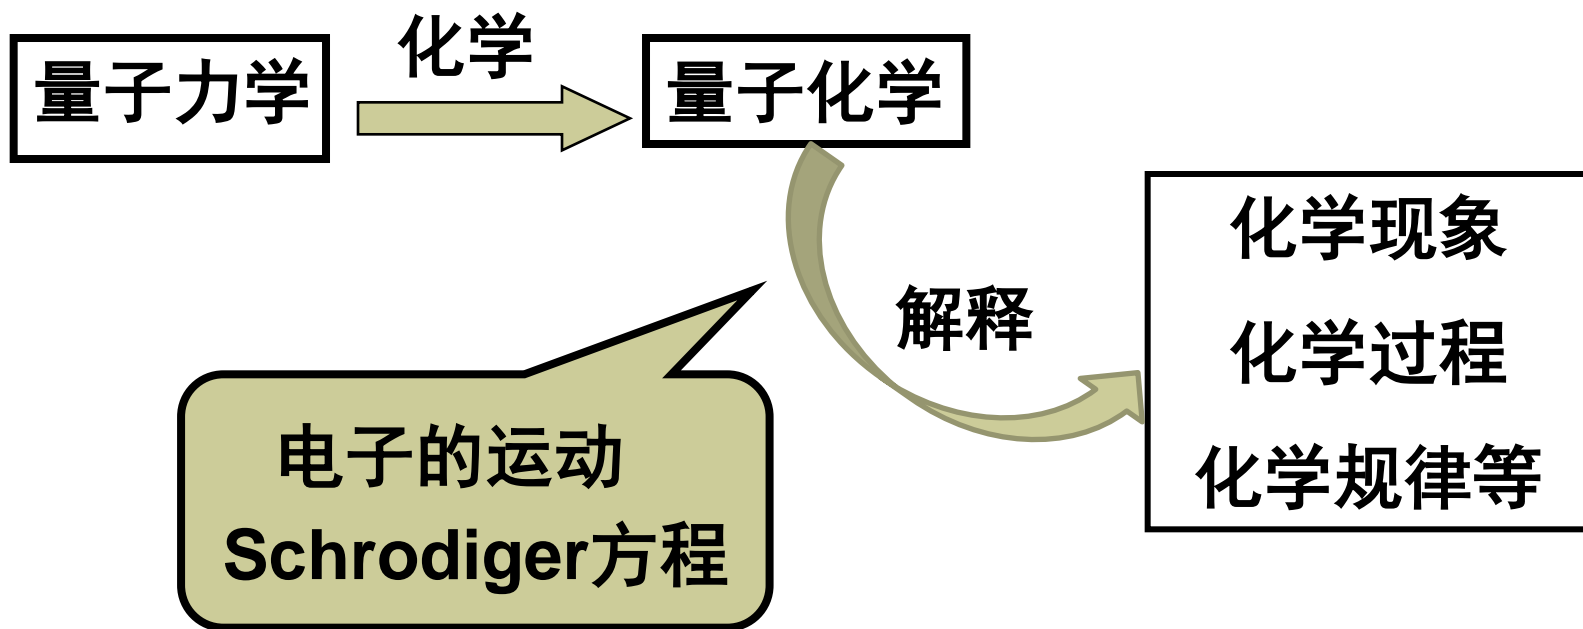 量子力学
化学
量子化学
解释
化学现象
化学过程
化学规律等
电子的运动
Schrodiger方程